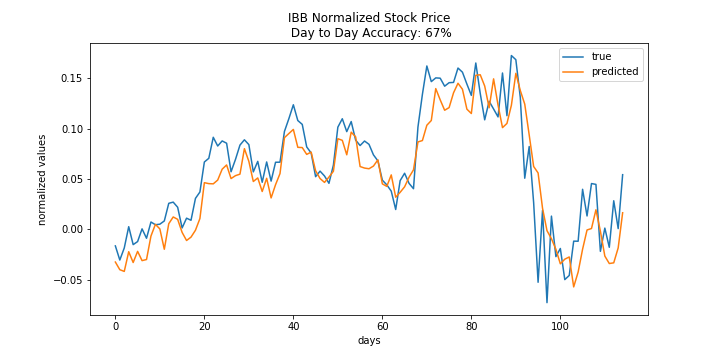 IBB Normalized Stock Price
Day to Day Accuracy: 67%
true
predicted
normalized values
0.15
0.10
0.05
0.00
−0.05
0 20 40 60 80 100
days